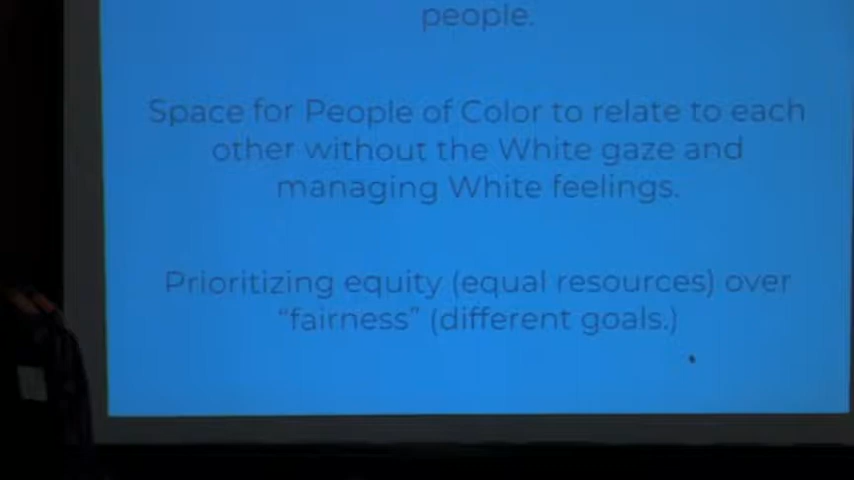 people.
Space for People of Color to relate to each
other without the White gaze and
managing White feelings.
Prioritizing equity (equal resources) over
“fairness” (different goals.)